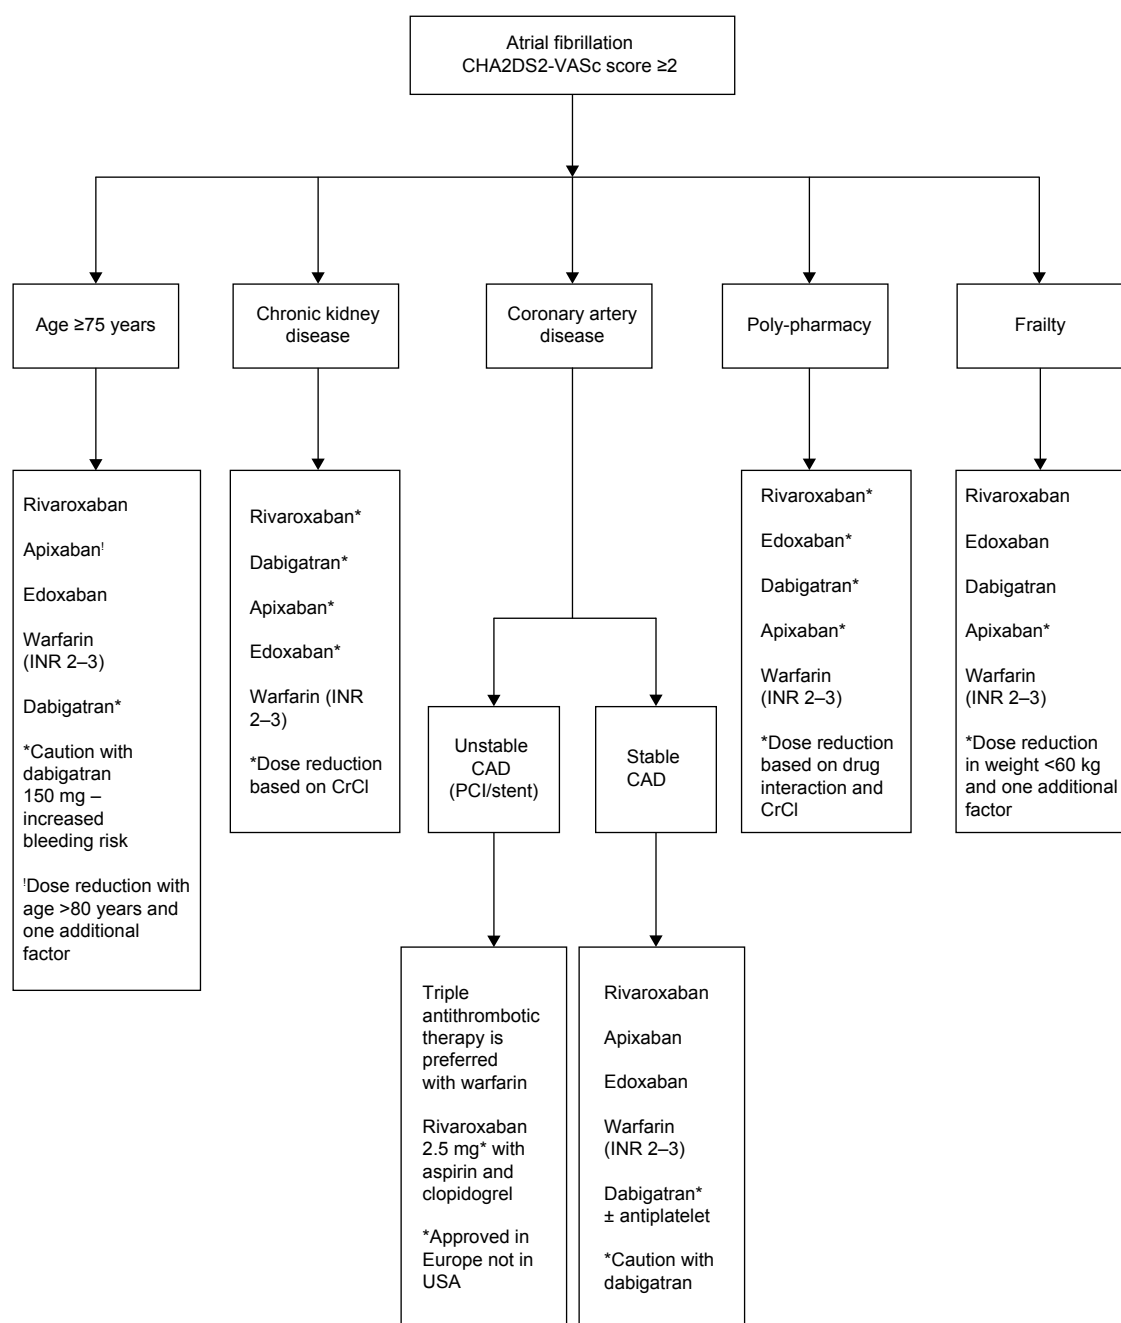 Atrial fibrillation
CHA2DS2-VASc score ≥2
Age ≥75 years
Chronic kidney
disease
Coronary artery
disease
Poly-pharmacy
Frailty
Rivaroxaban
Apixaban!
Edoxaban
Warfarin
(INR 2–3)
Dabigatran*
*Caution with
dabigatran
150 mg –
increased
bleeding risk
!Dose reduction with
age >80 years and
one additional
factor
Rivaroxaban*
Dabigatran*
Apixaban*
Edoxaban*
Warfarin (INR
2–3)
*Dose reduction
based on CrCl
Unstable
CAD
(PCI/stent)
Stable
CAD
Triple
antithrombotic
therapy is
preferred
with warfarin
Rivaroxaban
2.5 mg* with
aspirin and
clopidogrel
*Approved in
Europe not in
USA
Rivaroxaban
Apixaban
Edoxaban
Warfarin
(INR 2–3)
Dabigatran*
± antiplatelet
*Caution with
dabigatran
Rivaroxaban*
Edoxaban*
Dabigatran*
Apixaban*
Warfarin
(INR 2–3)
*Dose reduction
based on drug
interaction and
CrCl
Rivaroxaban
Edoxaban
Dabigatran
Apixaban*
Warfarin
(INR 2–3)
*Dose reduction
in weight <60 kg
and one additional
factor